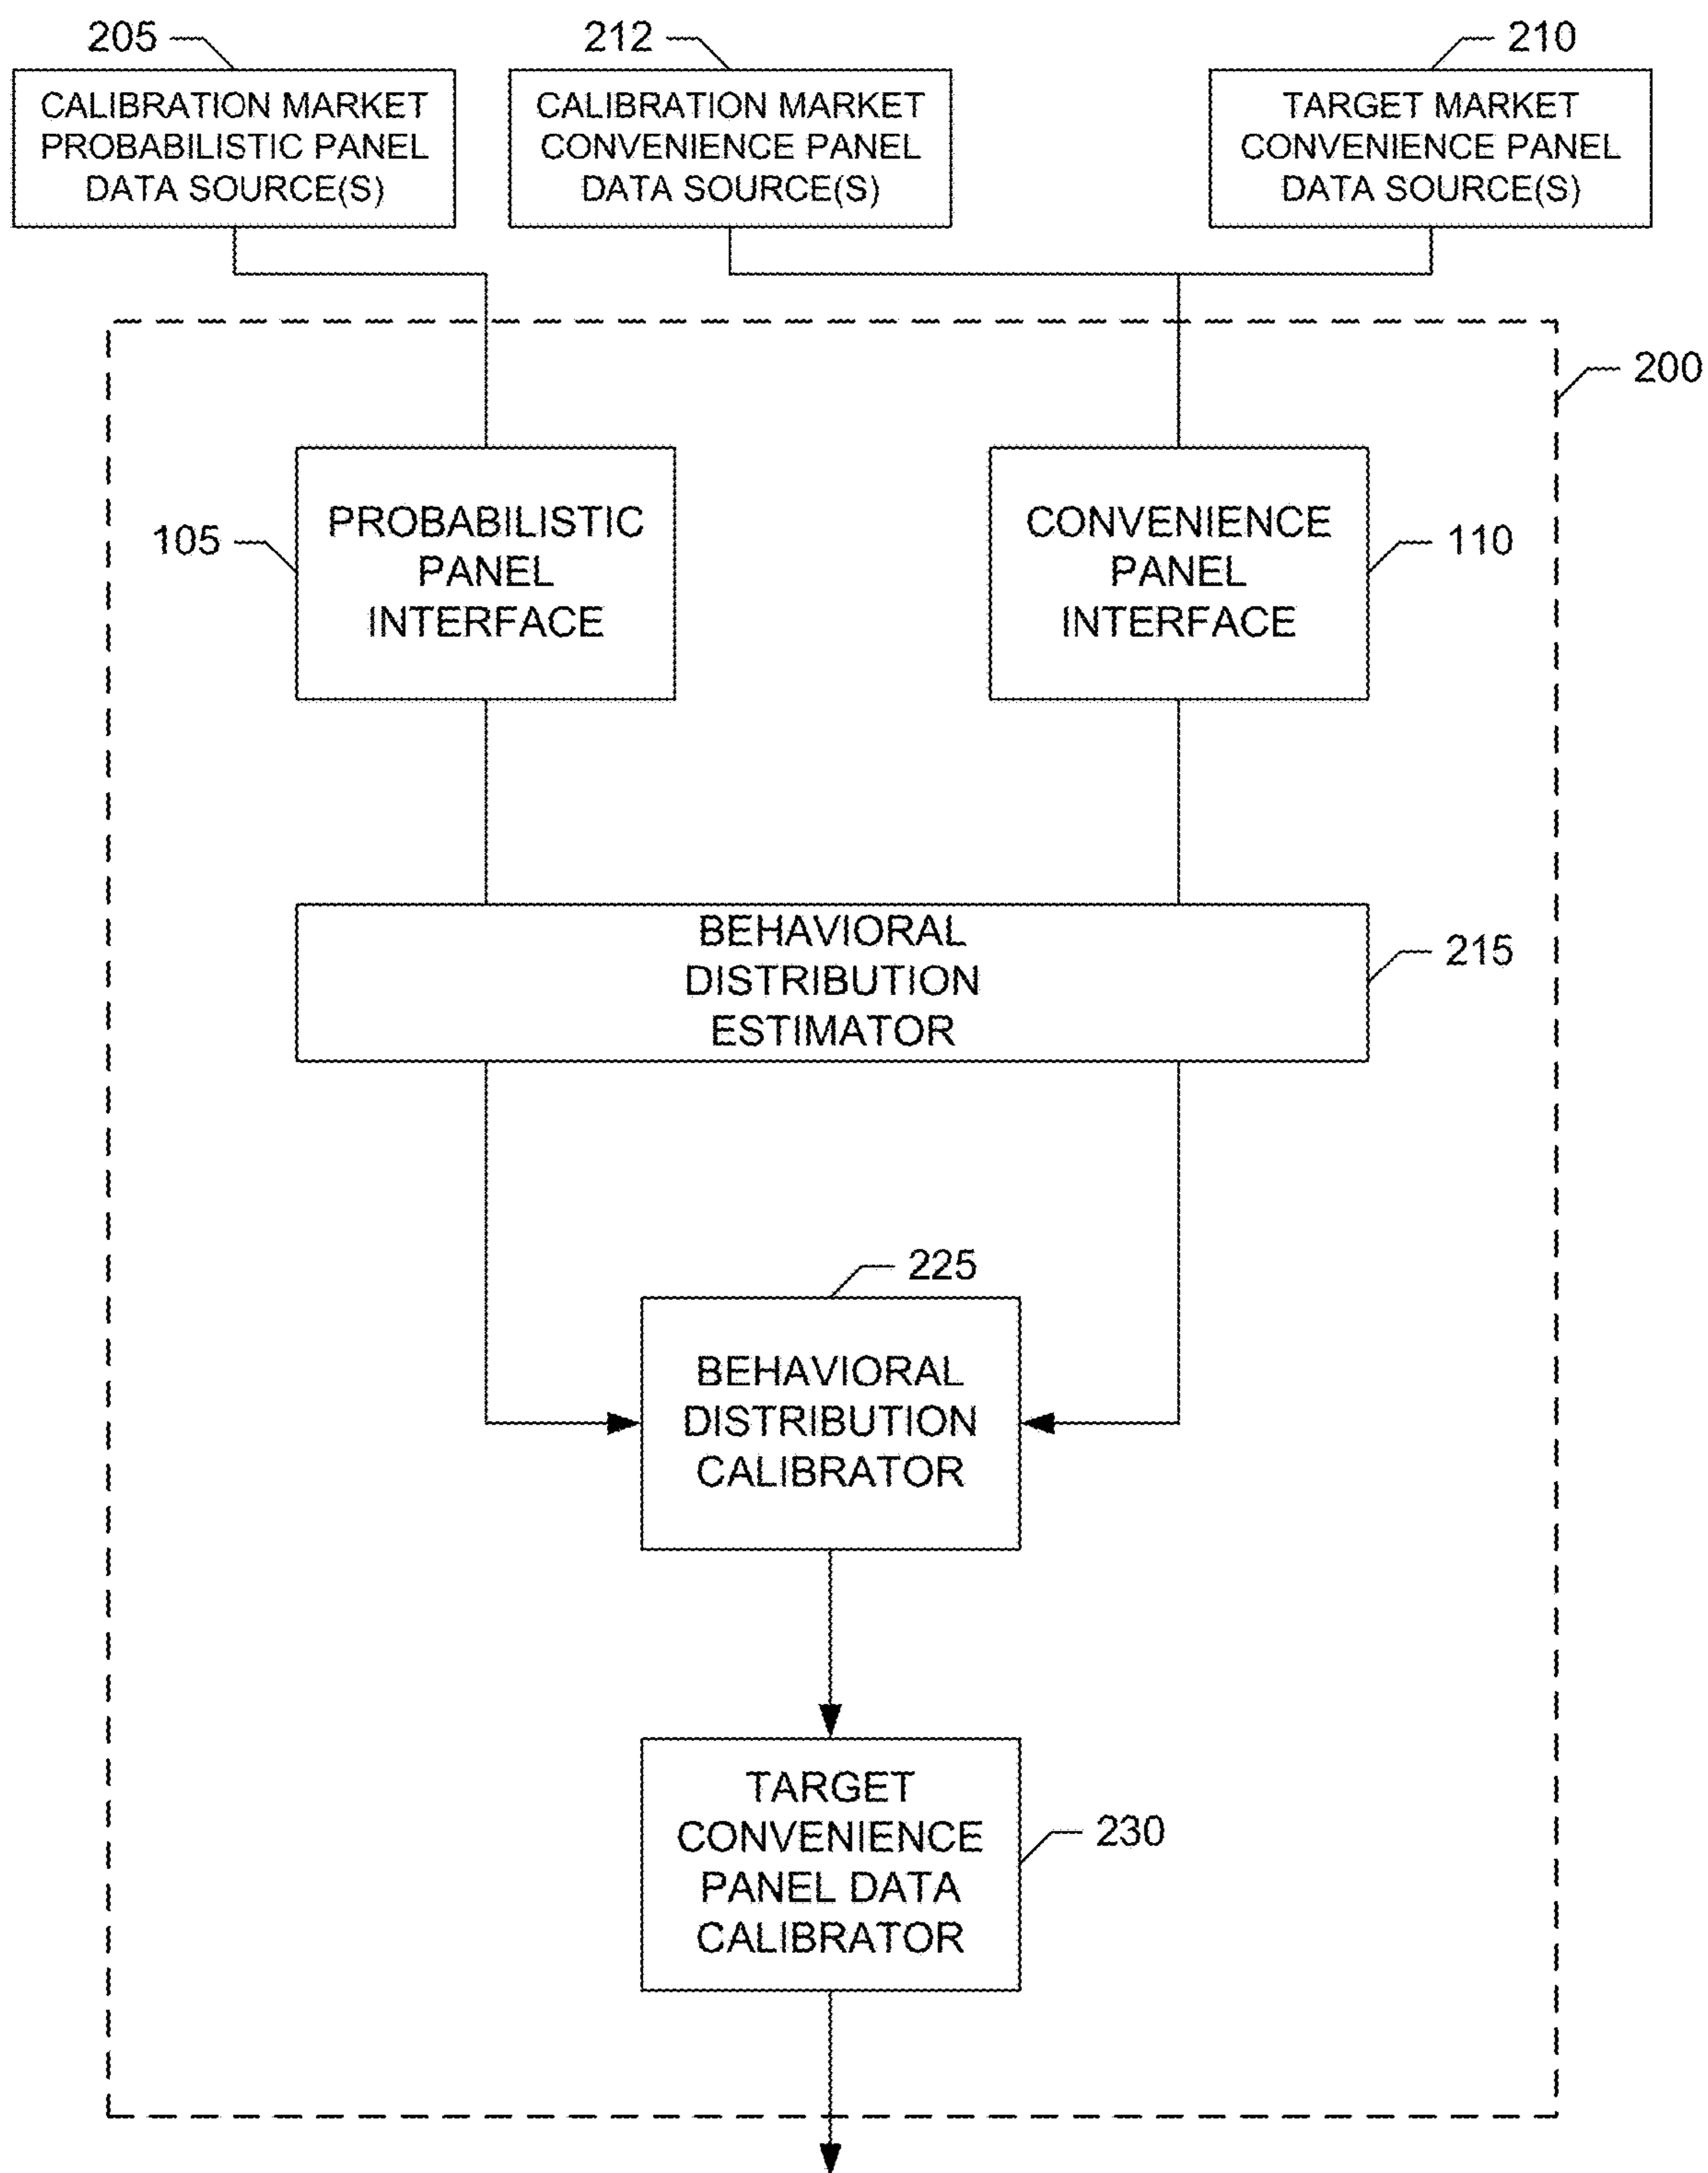 205
212
210
CALIBRATION MARKET
PROBABILISTIC PANEL
DATA SOURCE(S)
CALIBRATION MARKET
CONVENIENCE PANEL
DATA SOURCE(S)
TARGET MARKET
CONVENIENCE PANEL
DATA SOURCE(S)
200
105
PROBABILISTIC
PANEL
INTERFACE
CONVENIENCE
PANEL
INTERFACE
110
BEHAVIORAL
DISTRIBUTION
ESTIMATOR
215
225
BEHAVIORAL
DISTRIBUTION
CALIBRATOR
TARGET
CONVENIENCE
PANEL DATA
CALIBRATOR
230